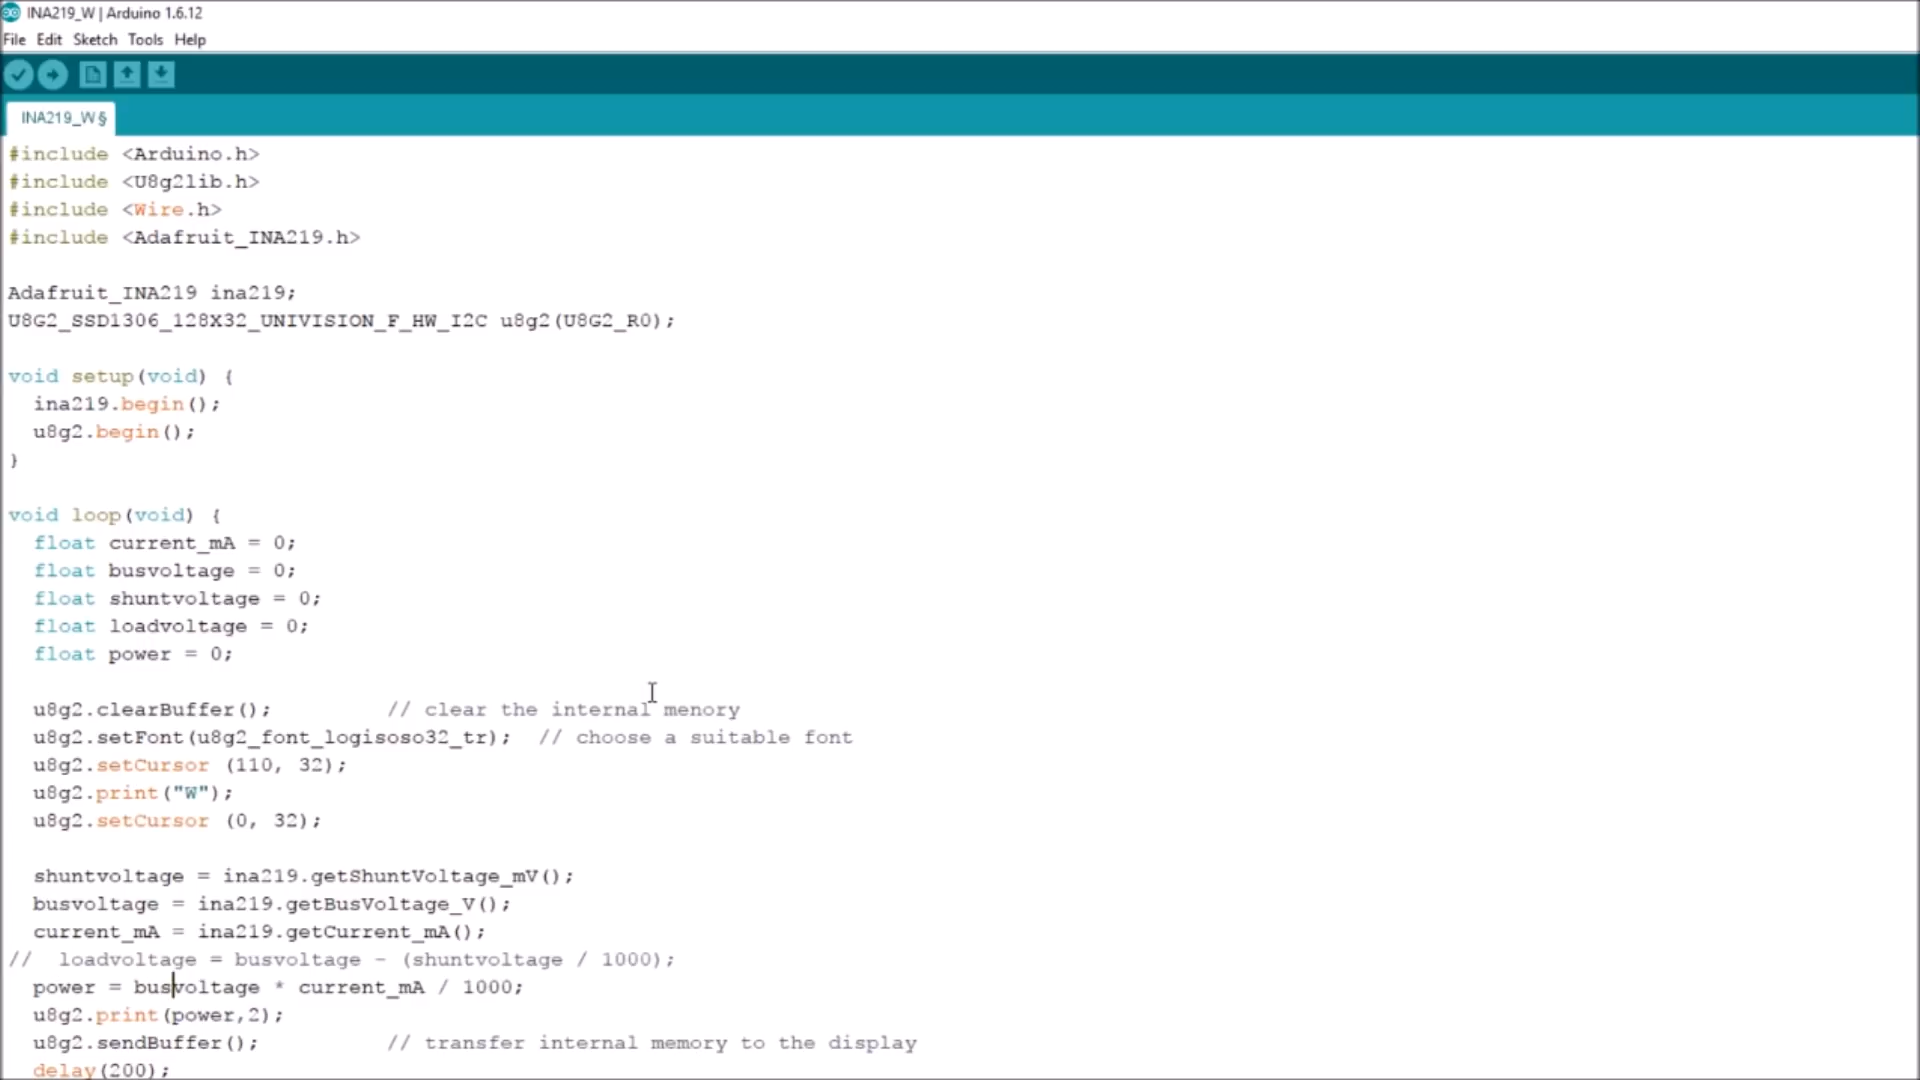 INA219_W | Arduino 1.6.12
File Edit Sketch Tools Help
INA219_W §
#include <Arduino.h>
#include <U8g2lib.h>
#include <Wire.h>
#include <Adafruit_INA219.h>
Adafruit_INA219 ina219;
U8G2_SSD1306_128X32_UNIVISION_F_HW_I2C u8g2(U8G2_R0);
void setup(void) {
  ina219.begin();
  u8g2.begin();
}
void loop(void) {
  float current_mA = 0;
  float busvoltage = 0;
  float shuntvoltage = 0;
  float loadvoltage = 0;
  float power = 0;
  u8g2.clearBuffer();         // clear the internal menory
  u8g2.setFont(u8g2_font_logisoso32_tr);  // choose a suitable font
  u8g2.setCursor (110, 32);
  u8g2.print("W");
  u8g2.setCursor (0, 32);
  shuntvoltage = ina219.getShuntVoltage_mV();
  busvoltage = ina219.getBusVoltage_V();
  current_mA = ina219.getCurrent_mA();
//  loadvoltage = busvoltage - (shuntvoltage / 1000);
  power = busvoltage * current_mA / 1000;
  u8g2.print(power,2);
  u8g2.sendBuffer();          // transfer internal memory to the display
  delay(200);